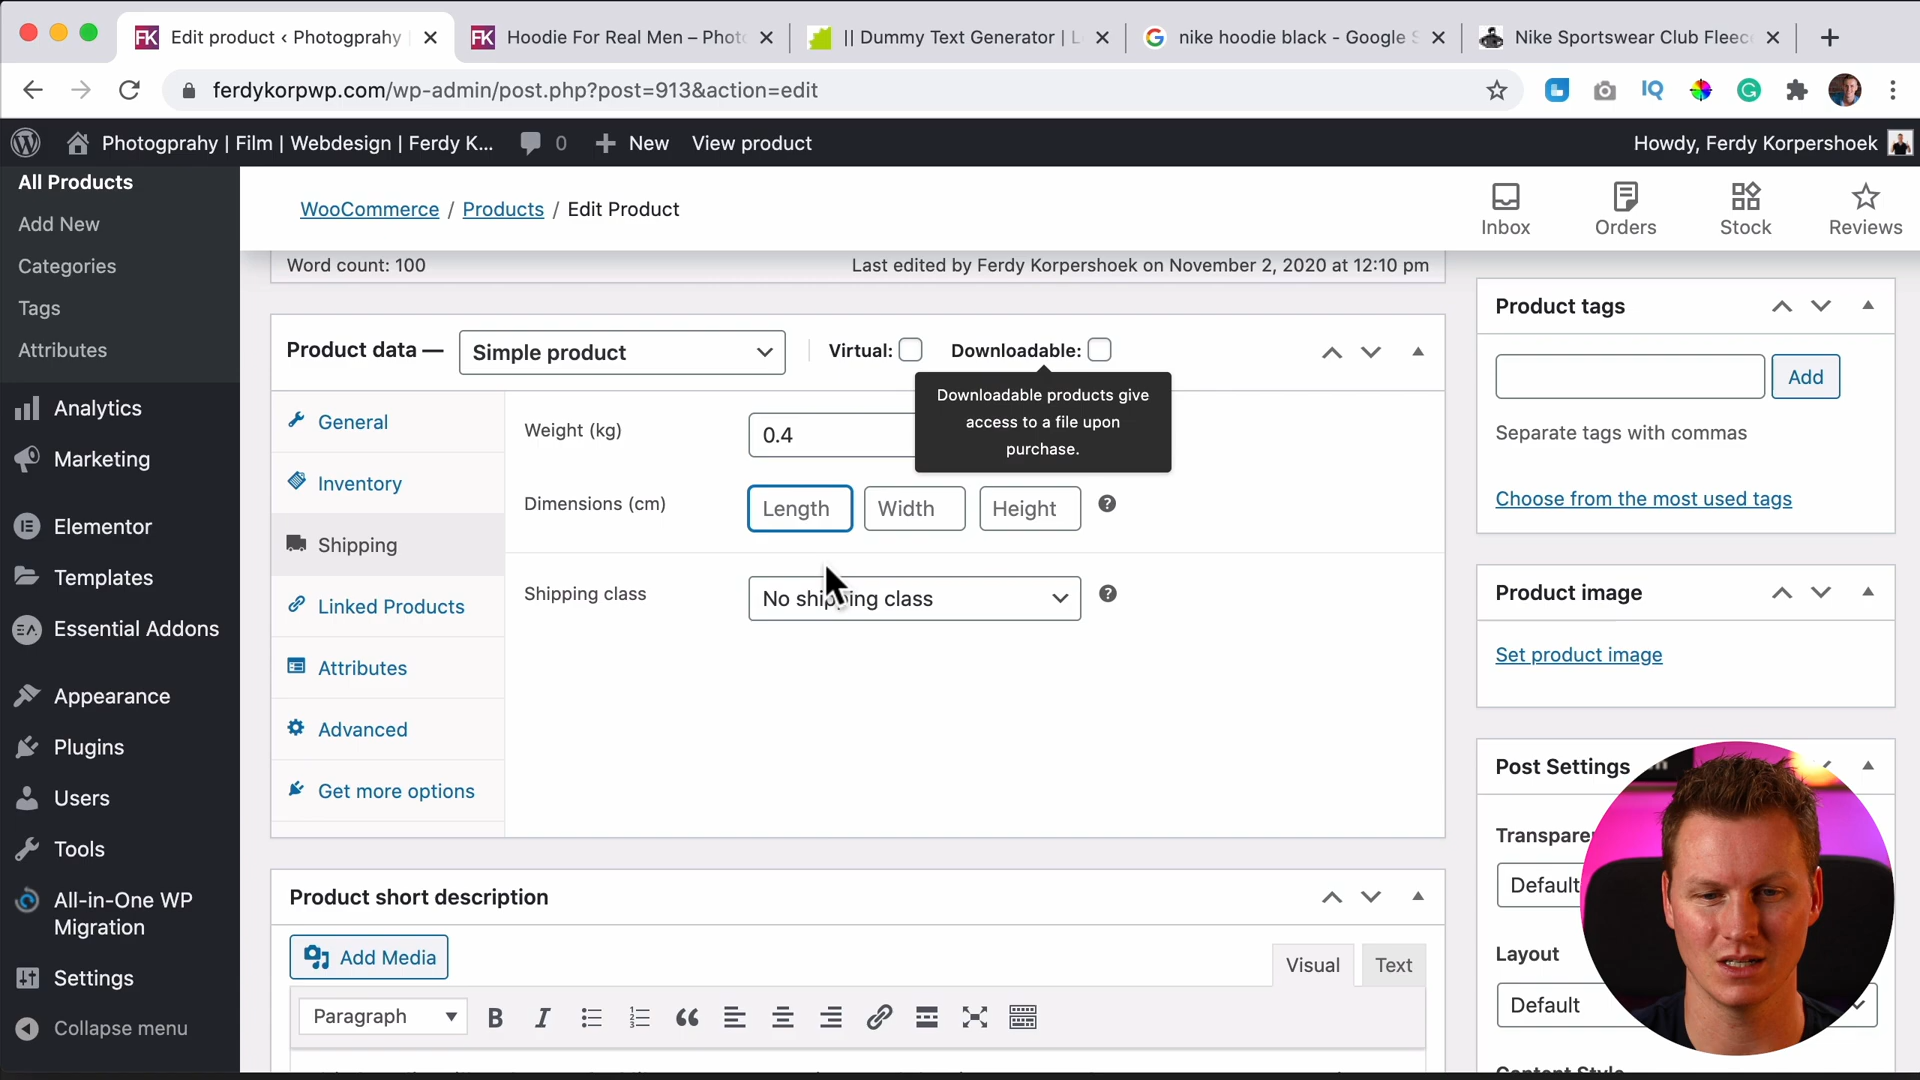 Edit product ‹ Photogprahy
Hoodie For Real Men – Phot
|| Dummy Text Generator | L
nike hoodie black - Google S
Nike Sportswear Club Fleec
ferdykorpwp.com/wp-admin/post.php?post=913&action=edit
Photogprahy | Film | Webdesign | Ferdy K...
0
New
View product
Howdy, Ferdy Korpershoek
All Products
Add New
Categories
Tags
Attributes
Analytics
Marketing
Elementor
Templates
Essential Addons
Appearance
Plugins
Users
Tools
All-in-One WP
Migration
Settings
Collapse menu
WooCommerce / Products / Edit Product
Inbox
Orders
Stock
Reviews
Word count: 100
Last edited by Ferdy Korpershoek on November 2, 2020 at 12:10 pm
Product data —
Simple product
Virtual:
Downloadable:
Downloadable products give
access to a file upon
purchase.
General
Inventory
Shipping
Linked Products
Attributes
Advanced
Get more options
Weight (kg)
0.4
Dimensions (cm)
Length
Width
Height
Shipping class
No shipping class
Product short description
Add Media
Visual
Text
Paragraph
Product tags
Add
Separate tags with commas
Choose from the most used tags
Product image
Set product image
Post Settings
Transparen
Default
Layout
Default
Content Style